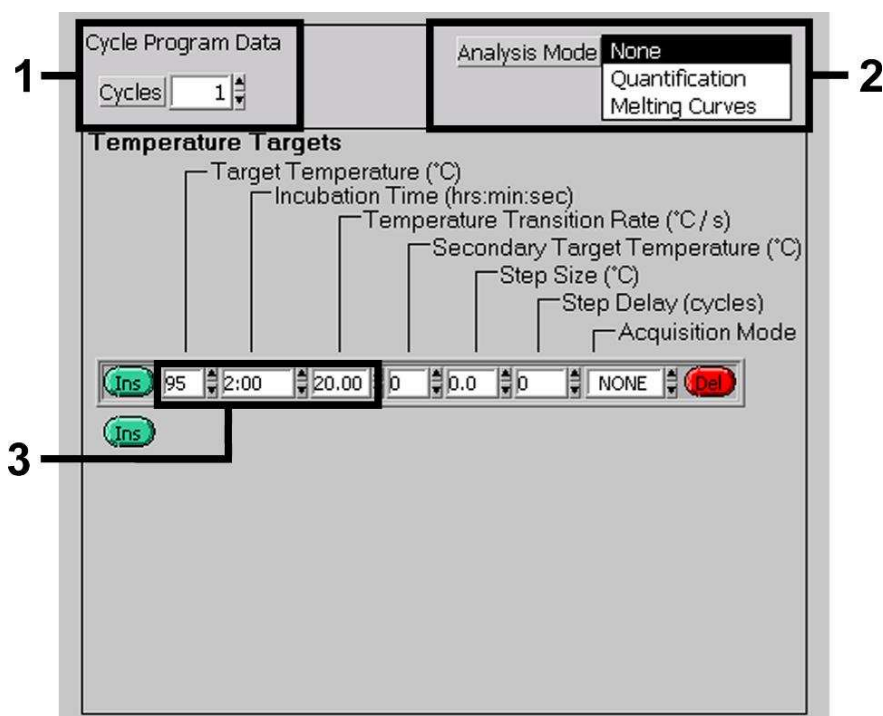 Cycle Program Data
Cycles 1
1
Analysis Mode None
Quantification
Melting Curves
2
Temperature Targets
Target Temperature (°C)
Incubation Time (hrs:min:sec)
Temperature Transition Rate (°C / s)
Secondary Target Temperature (°C)
Step Size (°C)
Step Delay (cycles)
Acquisition Mode
Ins 95 2:00 20.00 0 0.0 0 NONE Del
Ins
3